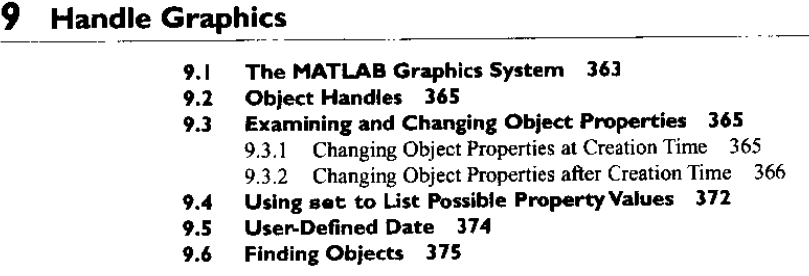 9 Handle Graphics
9.1 The MATLAB Graphics System 363
9.2 Object Handles 365
9.3 Examining and Changing Object Properties 365
9.3.1 Changing Object Properties at Creation Time 365
9.3.2 Changing Object Properties after Creation Time 366
9.4 Using set to List Possible Property Values 372
9.5 User-Defined Date 374
9.6 Finding Objects 375